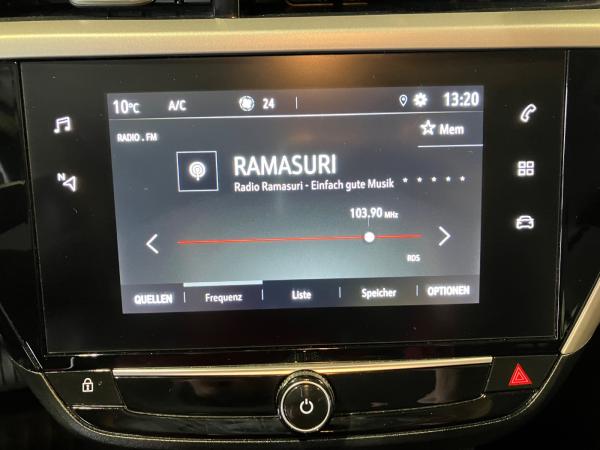 10°C A/C 24 13:20
RADIO . FM
Mem
RAMASURI
Radio Ramasuri - Einfach gute Musik * * * * *
103.90 MHz
RDS
QUELLEN Frequenz Liste Speicher OPTIONEN
N